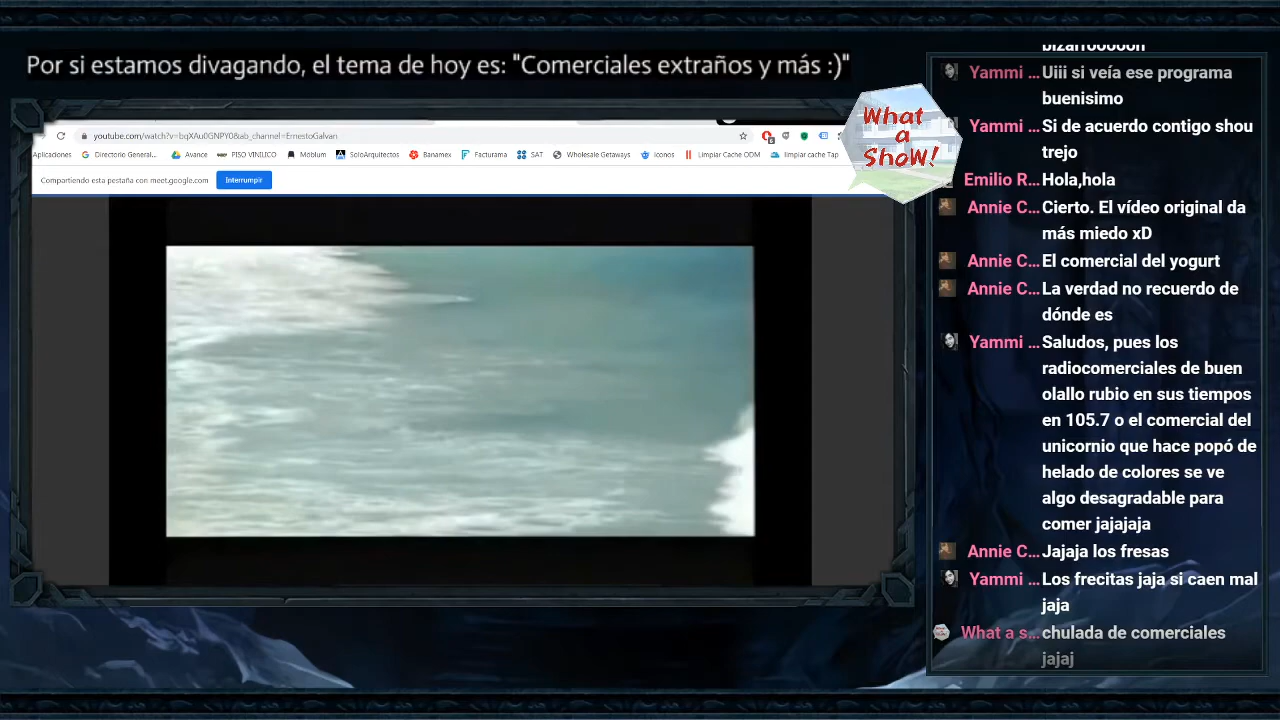 Por si estamos divagando, el tema de hoy es: "Comerciales extraños y más :)"
youtube.com/watch?v=bqXAu0GNPY0&ab_channel=ErnestoGalvan
Aplicaciones Directorio General... Avance PISO VINILICO Mobium SoloArquitectos Banamex Facturama SAT Wholesale Getaways Iconos Limpiar Cache ODM limpiar cache Tap
Compartiendo esta pestaña con meet.google.com Interrumpir
What
a
ShoW!
bizarroooooh
Yammi ... Uiii si veía ese programa
buenisimo
Yammi ... Si de acuerdo contigo shou
trejo
Emilio R... Hola,hola
Annie C... Cierto. El vídeo original da
más miedo xD
Annie C... El comercial del yogurt
Annie C... La verdad no recuerdo de
dónde es
Yammi ... Saludos, pues los
radiocomerciales de buen
olallo rubio en sus tiempos
en 105.7 o el comercial del
unicornio que hace popó de
helado de colores se ve
algo desagradable para
comer jajajaja
Annie C... Jajaja los fresas
Yammi ... Los frecitas jaja si caen mal
jaja
What a s... chulada de comerciales
jajaj